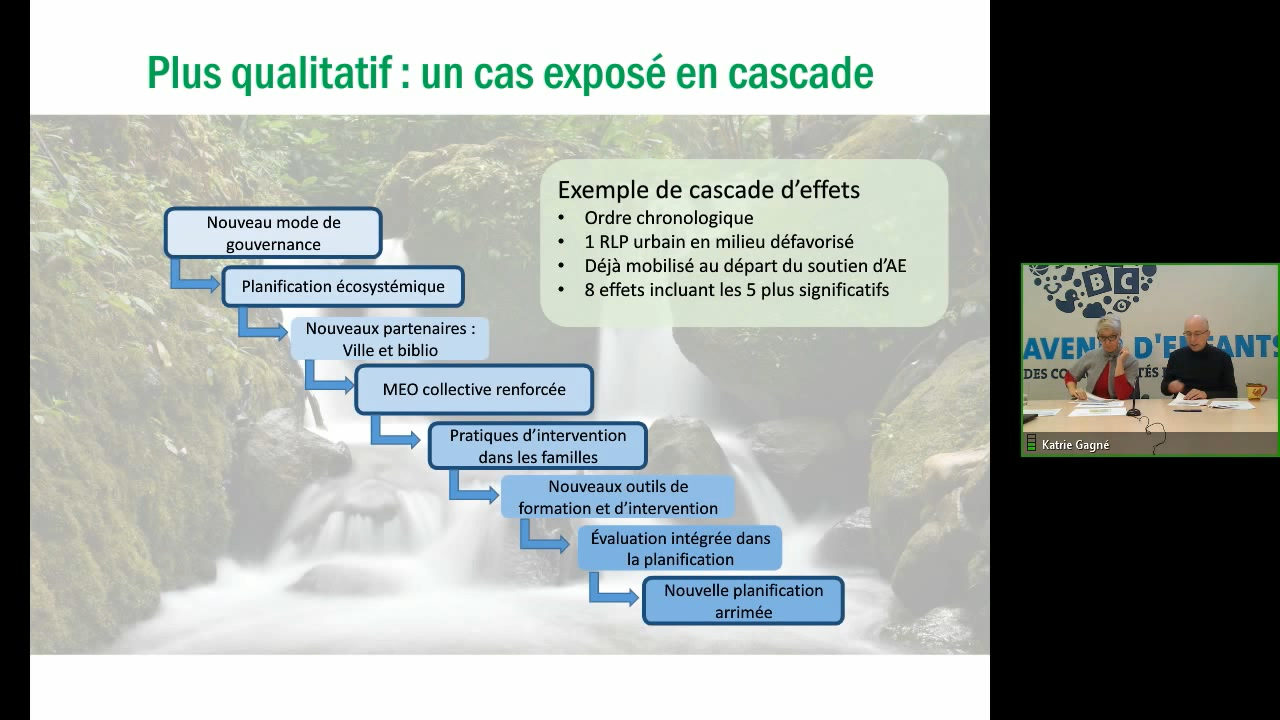 Plus qualitatif : un cas exposé en cascade
Exemple de cascade d’effets
• Ordre chronologique
• 1 RLP urbain en milieu défavorisé
• Déjà mobilisé au départ du soutien d’AE
• 8 effets incluant les 5 plus significatifs
Nouveau mode de
gouvernance
Planification écosystémique
Nouveaux partenaires :
Ville et biblio
MEO collective renforcée
Pratiques d’intervention
dans les familles
Nouveaux outils de
formation et d’intervention
Évaluation intégrée dans
la planification
Nouvelle planification
arrimée
B C
D'ENFANTS
DES
Katrie Gagné